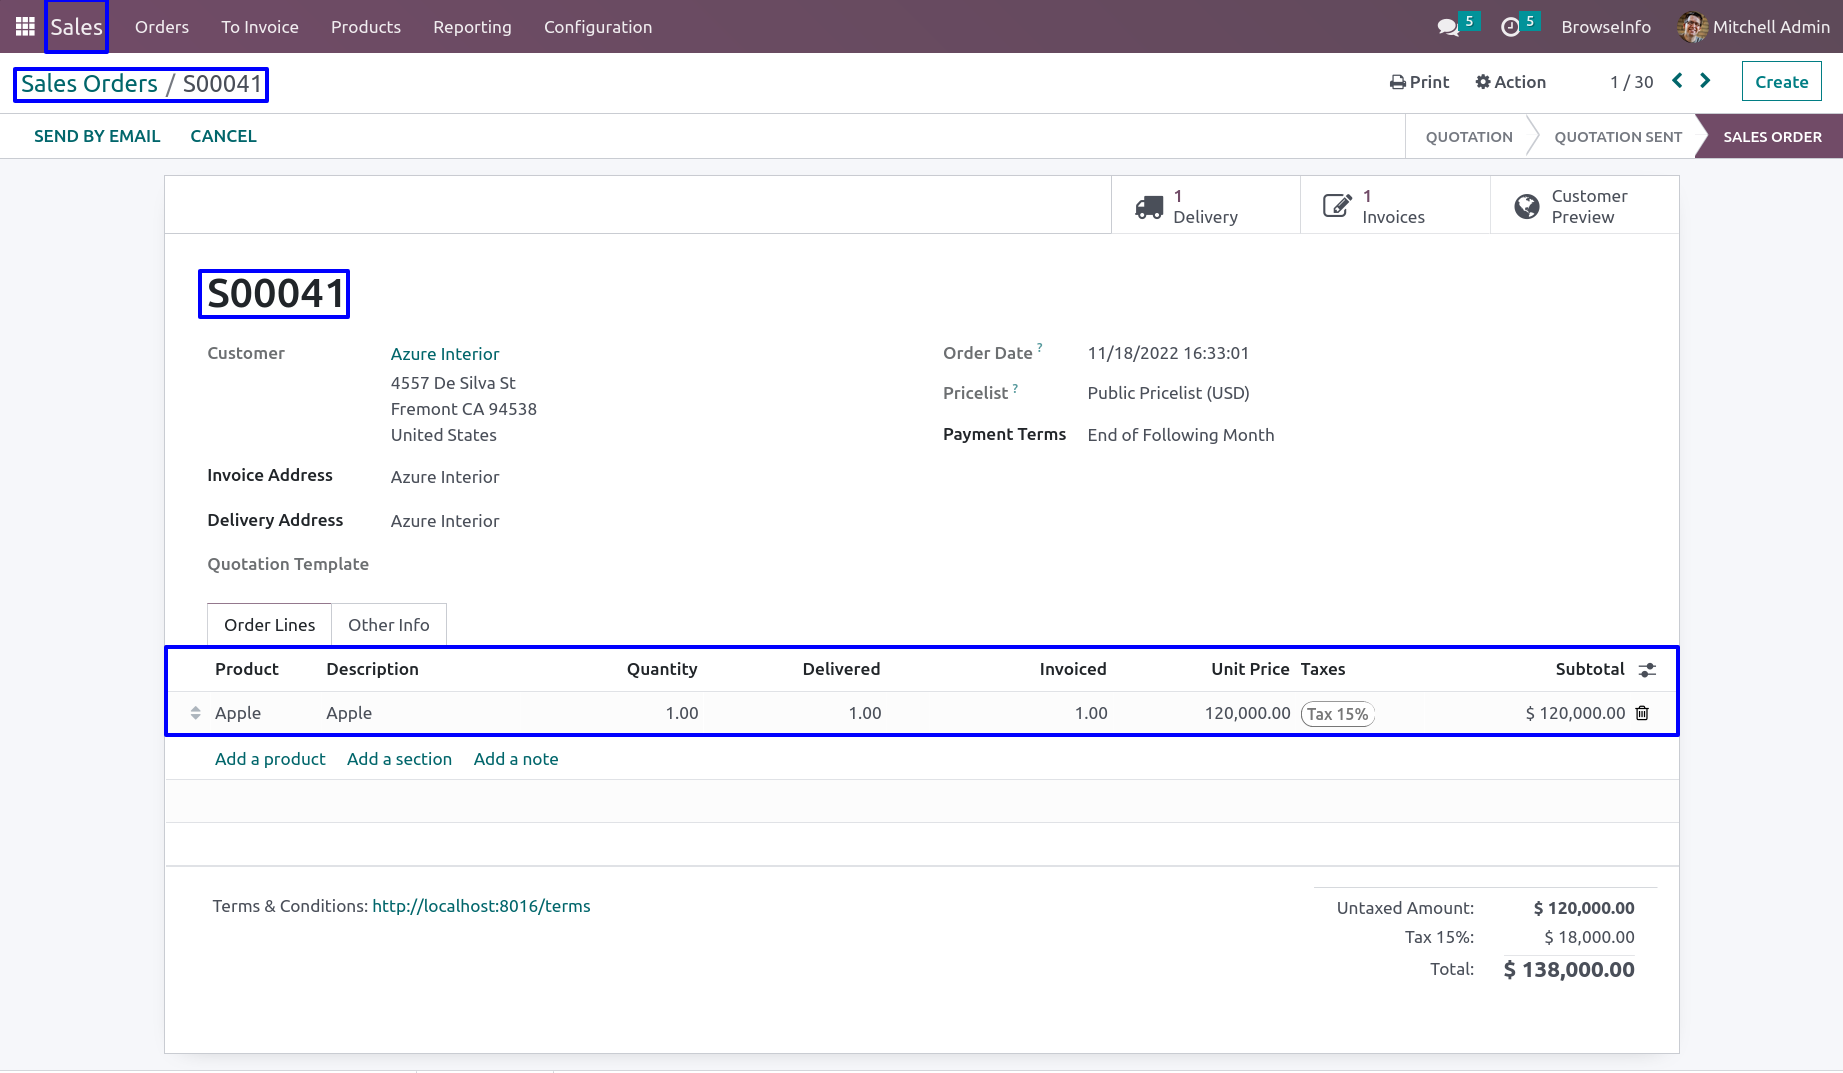 Sales Orders To Invoice Products Reporting Configuration 5 5 BrowseInfo Mitchell Admin
Sales Orders / S00041 Print Action 1 / 30 Create
SEND BY EMAIL CANCEL QUOTATION QUOTATION SENT SALES ORDER
1 Delivery
1 Invoices
Customer Preview
S00041
Customer Azure Interior
4557 De Silva St
Fremont CA 94538
United States
Order Date ? 11/18/2022 16:33:01
Pricelist ? Public Pricelist (USD)
Payment Terms End of Following Month
Invoice Address Azure Interior
Delivery Address Azure Interior
Quotation Template
Order Lines Other Info
Product Description Quantity Delivered Invoiced Unit Price Taxes Subtotal
Apple Apple 1.00 1.00 1.00 120,000.00 Tax 15% $ 120,000.00
Add a product Add a section Add a note
Terms & Conditions: http://localhost:8016/terms
Untaxed Amount: $ 120,000.00
Tax 15%: $ 18,000.00
Total: $ 138,000.00